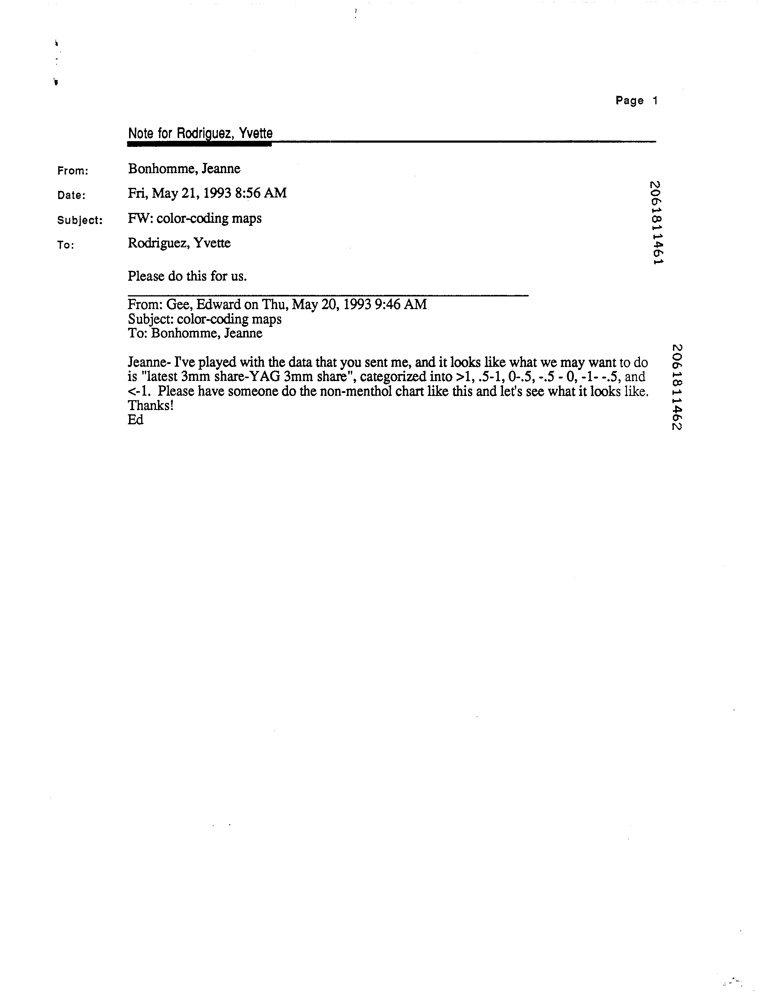 Page 1
Note for Rodriguez, Yvette
From: Bonhomme, Jeanne
Date: Fri, May 21, 1993 8:56 AM
Subject: FW: color-coding maps
To: Rodriguez, Yvette
Please do this for us.
From: Gee, Edward on Thu, May 20, 1993 9:46 AM
Subject: color-coding maps
To: Bonhomme, Jeanne
Jeanne- I've played with the data that you sent me, and it looks like what we may want to do
is "latest 3mm share-YAG 3mm share", categorized into >1, .5-1, 0-.5, -.5 - 0, -1- -.5, and
<-1. Please have someone do the non-menthol chart like this and let's see what it looks like.
Thanks!
Ed
2061811461
2061811462